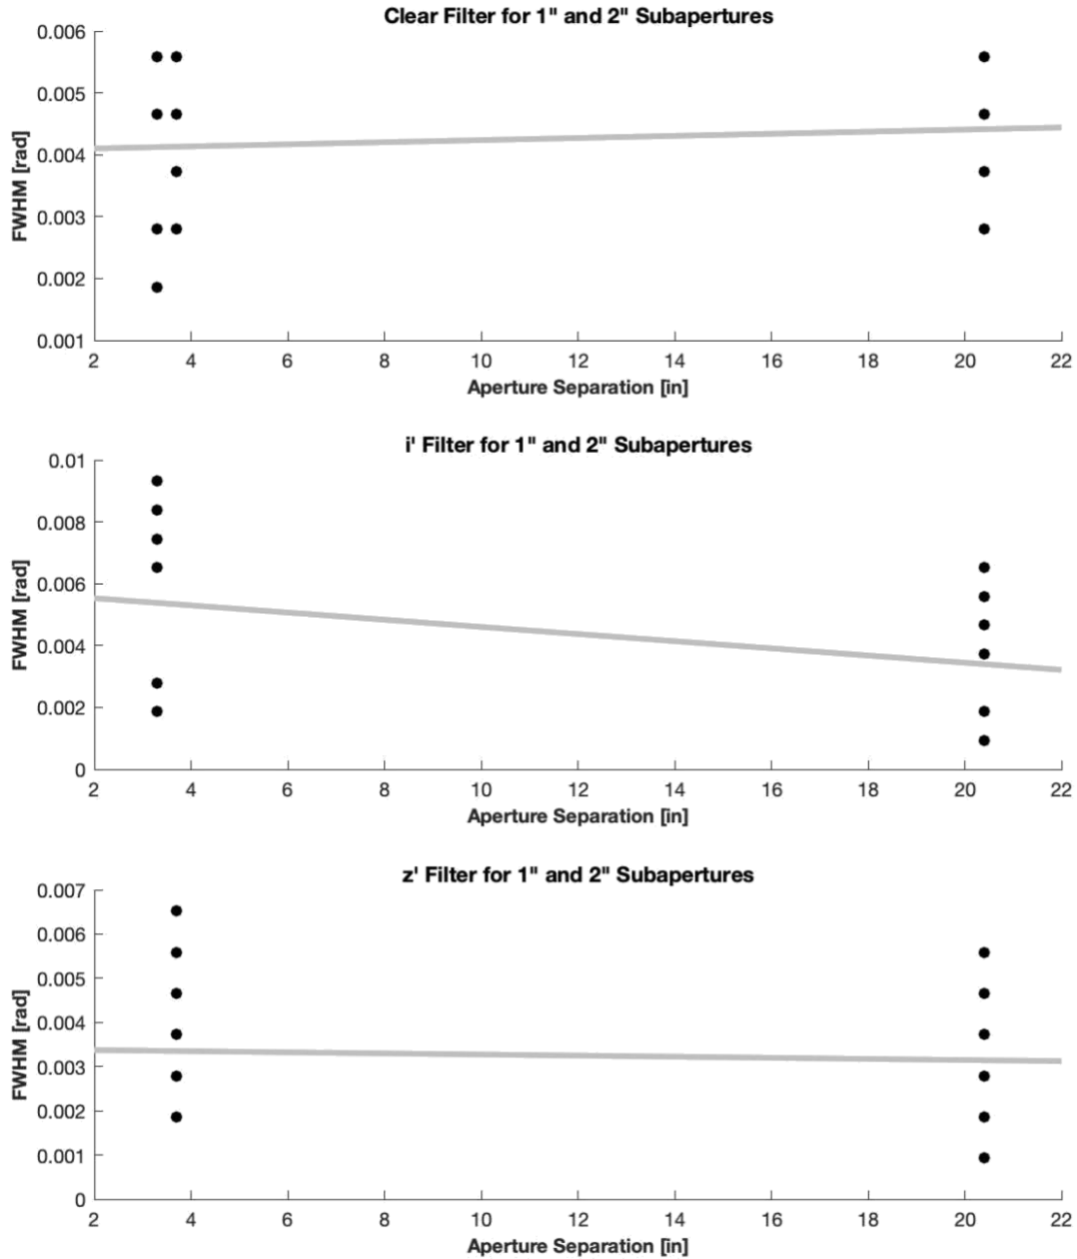 Clear Filter for 1" and 2" Subapertures
0.006
0.005
0.004
0.003
0.002
0.001
FWHM [rad]
2 4 6 8 10 12 14 16 18 20 22
Aperture Separation [in]
i' Filter for 1" and 2" Subapertures
0.01
0.008
0.006
0.004
0.002
0
FWHM [rad]
2 4 6 8 10 12 14 16 18 20 22
Aperture Separation [in]
z' Filter for 1" and 2" Subapertures
0.007
0.006
0.005
0.004
0.003
0.002
0.001
0
FWHM [rad]
2 4 6 8 10 12 14 16 18 20 22
Aperture Separation [in]